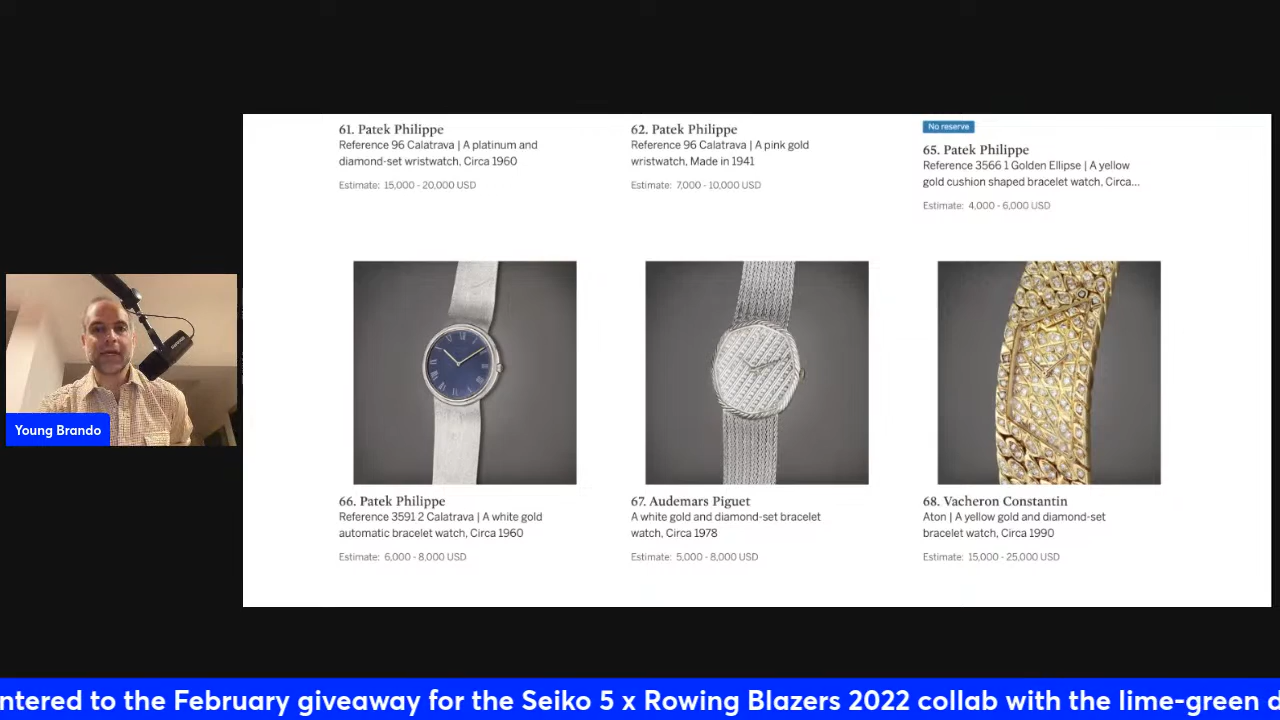 61. Patek Philippe
Reference 96 Calatrava | A platinum and
diamond-set wristwatch, Circa 1960
Estimate: 15,000 - 20,000 USD
62. Patek Philippe
Reference 96 Calatrava | A pink gold
wristwatch, Made in 1941
Estimate: 7,000 - 10,000 USD
No reserve
65. Patek Philippe
Reference 3566 1 Golden Ellipse | A yellow
gold cushion shaped bracelet watch, Circa...
Estimate: 4,000 - 6,000 USD
66. Patek Philippe
Reference 3591 2 Calatrava | A white gold
automatic bracelet watch, Circa 1960
Estimate: 6,000 - 8,000 USD
67. Audemars Piguet
A white gold and diamond-set bracelet
watch, Circa 1978
Estimate: 5,000 - 8,000 USD
68. Vacheron Constantin
Aton | A yellow gold and diamond-set
bracelet watch, Circa 1990
Estimate: 15,000 - 25,000 USD
Young Brando
ntered to the February giveaway for the Seiko 5 x Rowing Blazers 2022 collab with the lime-green d